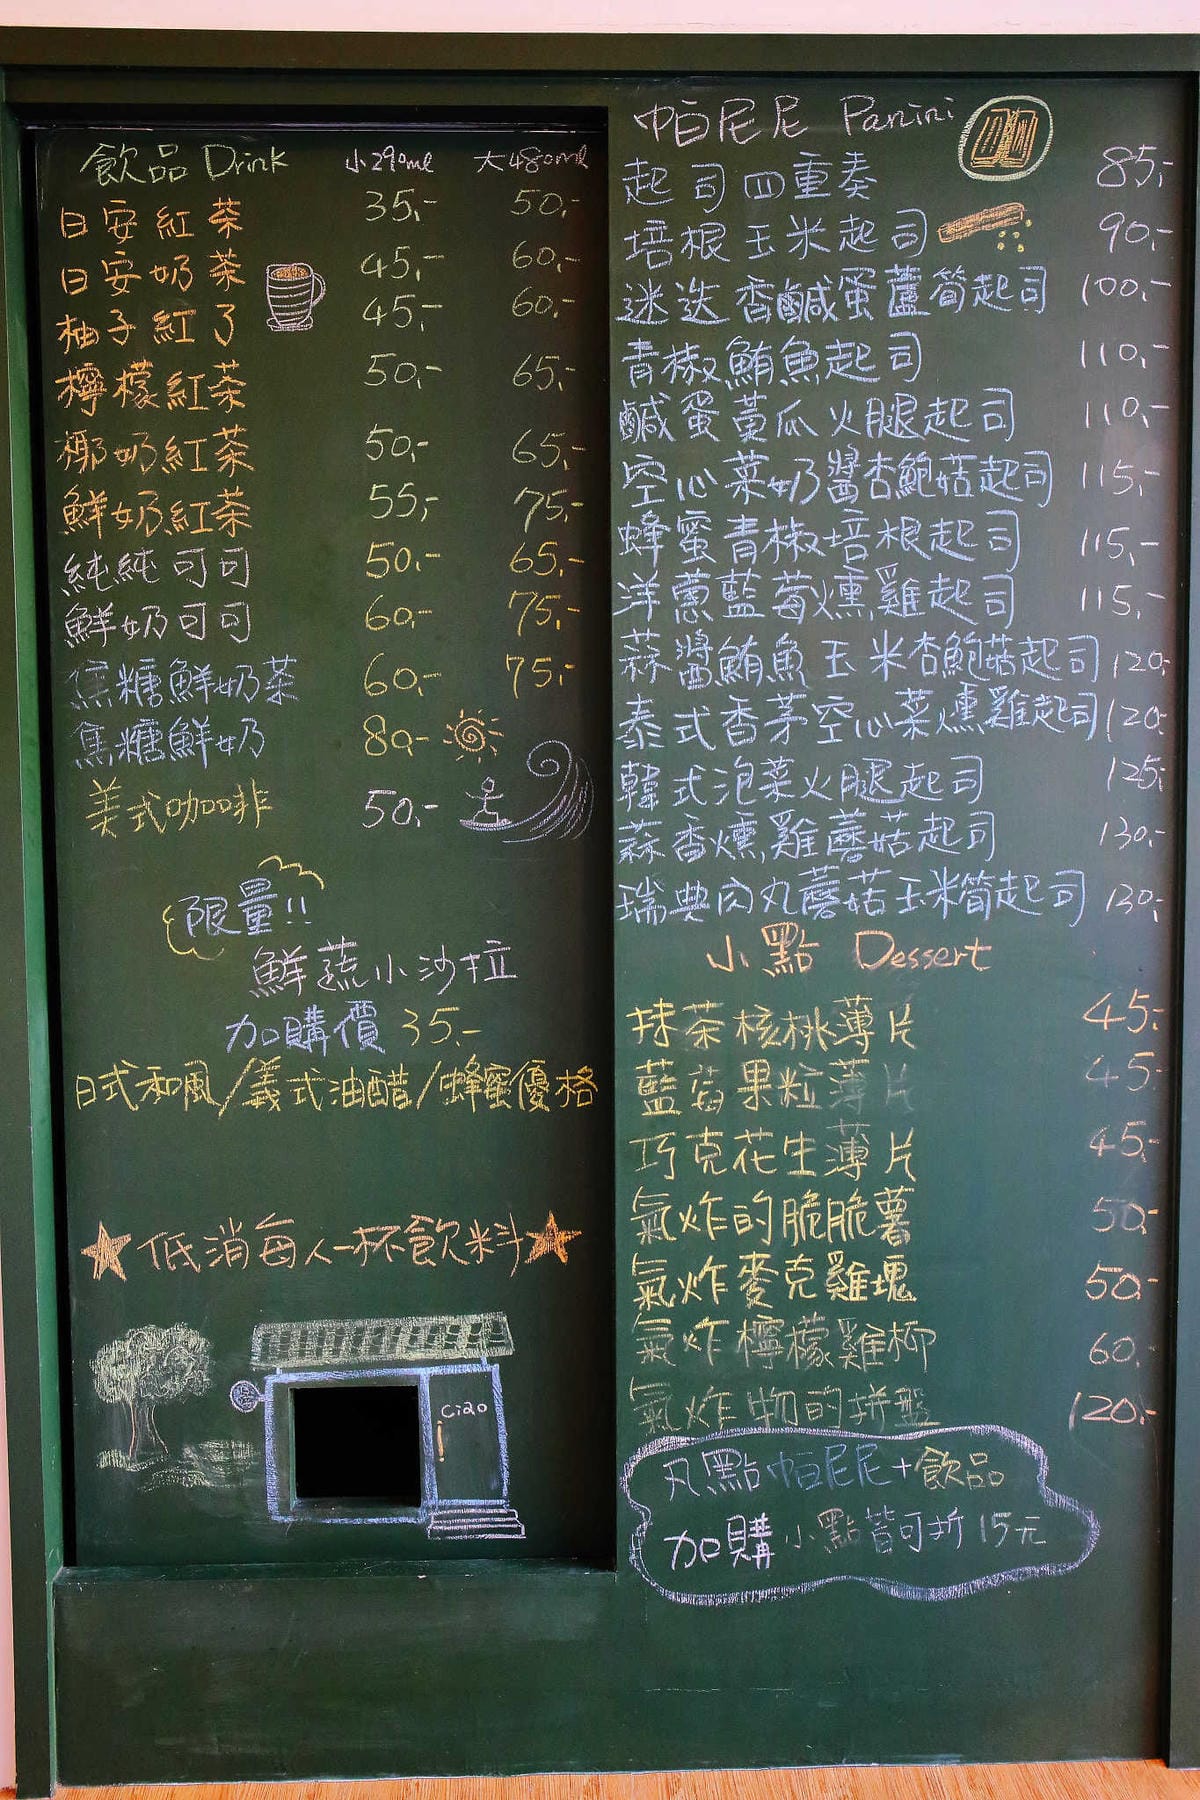 飲品 Drink 小290ml 大480ml
日安紅茶 35.- 50.-
日安奶茶 45.- 60.-
柚子紅了 45.- 60.-
檸檬紅茶 50.- 65.-
椰奶紅茶 50.- 65.-
鮮奶紅茶 55.- 75.-
純純可可 50.- 65.-
鮮奶可可 60.- 75.-
焦糖鮮奶茶 60.- 75.-
焦糖鮮奶 80.-
美式咖啡 50.-
限量!!
鮮蔬小沙拉
加購價 35.-
日式和風/義式油醋/蜂蜜優格
★低消每人一杯飲料★
Ciao
帕尼尼 Panini
起司四重奏 85.-
培根玉米起司 90.-
迷迭香鹹蛋蘆筍起司 100.-
青椒鮪魚起司 110.-
鹹蛋黃瓜火腿起司 110.-
空心菜奶醬杏鮑菇起司 115.-
蜂蜜青椒培根起司 115.-
洋蔥藍莓燻雞起司 115.-
蒜醬鮪魚玉米杏鮑菇起司 120.-
泰式香茅空心菜燻雞起司 120.-
韓式泡菜火腿起司 125.-
蒜香燻雞蘑菇起司 130.-
瑞典肉丸蘑菇玉米筍起司 130.-
小點 Dessert
抹茶核桃薄片 45.-
藍莓果粒薄片 45.-
巧克花生薄片 45.-
氣炸的脆脆薯 50.-
氣炸麥克雞塊 50.-
氣炸檸檬雞柳 60.-
氣炸物的拼盤 120.-
凡點帕尼尼+飲品
加購小點皆可折15元